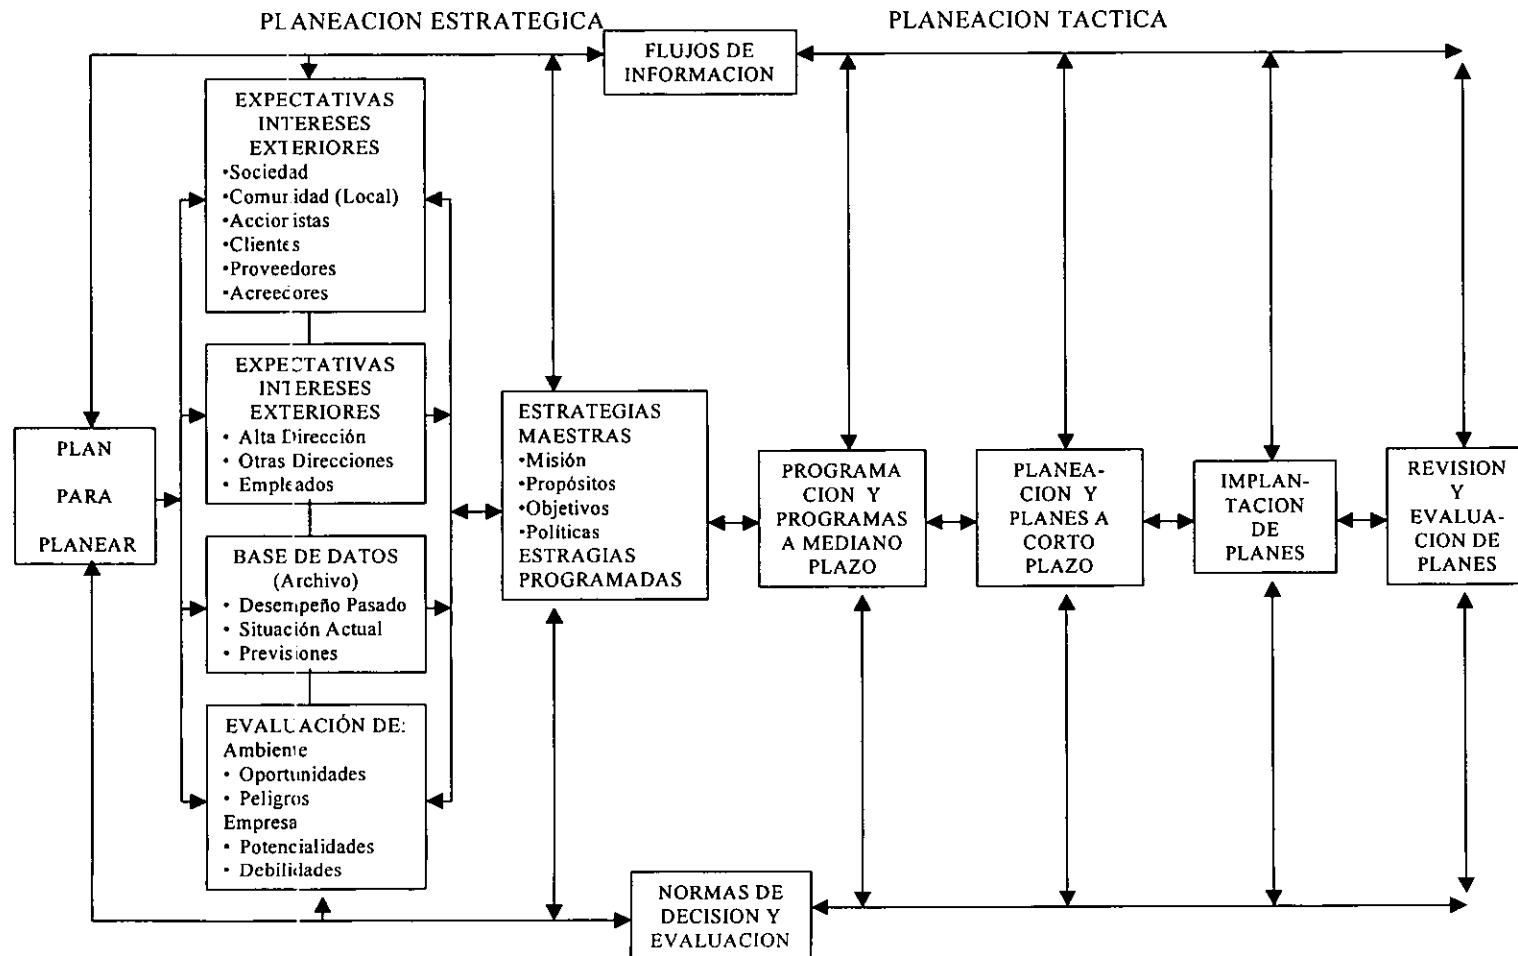 PLANEACION ESTRATEGICA
PLANEACION TACTICA
FLUJOS DE
INFORMACION
EXPECTATIVAS
INTERESES
EXTERIORES
•Sociedad
•Comunidad (Local)
•Accionistas
•Clientes
•Proveedores
•Acreedores
EXPECTATIVAS
INTERESES
EXTERIORES
• Alta Dirección
• Otras Direcciones
• Empleados
PLAN
PARA
PLANEAR
BASE DE DATOS
(Archivo)
• Desempeño Pasado
• Situación Actual
• Previsiones
EVALUACIÓN DE:
Ambiente
• Oportunidades
• Peligros
Empresa
• Potencialidades
• Debilidades
ESTRATEGIAS
MAESTRAS
•Misión
•Propósitos
•Objetivos
•Políticas
ESTRAGIAS
PROGRAMADAS
PROGRAMA
CION Y
PROGRAMAS
A MEDIANO
PLAZO
PLANEA-
CION Y
PLANES A
CORTO
PLAZO
IMPLAN-
TACION
DE
PLANES
REVISION
Y
EVALUA-
CION DE
PLANES
NORMAS DE
DECISION Y
EVALUACION